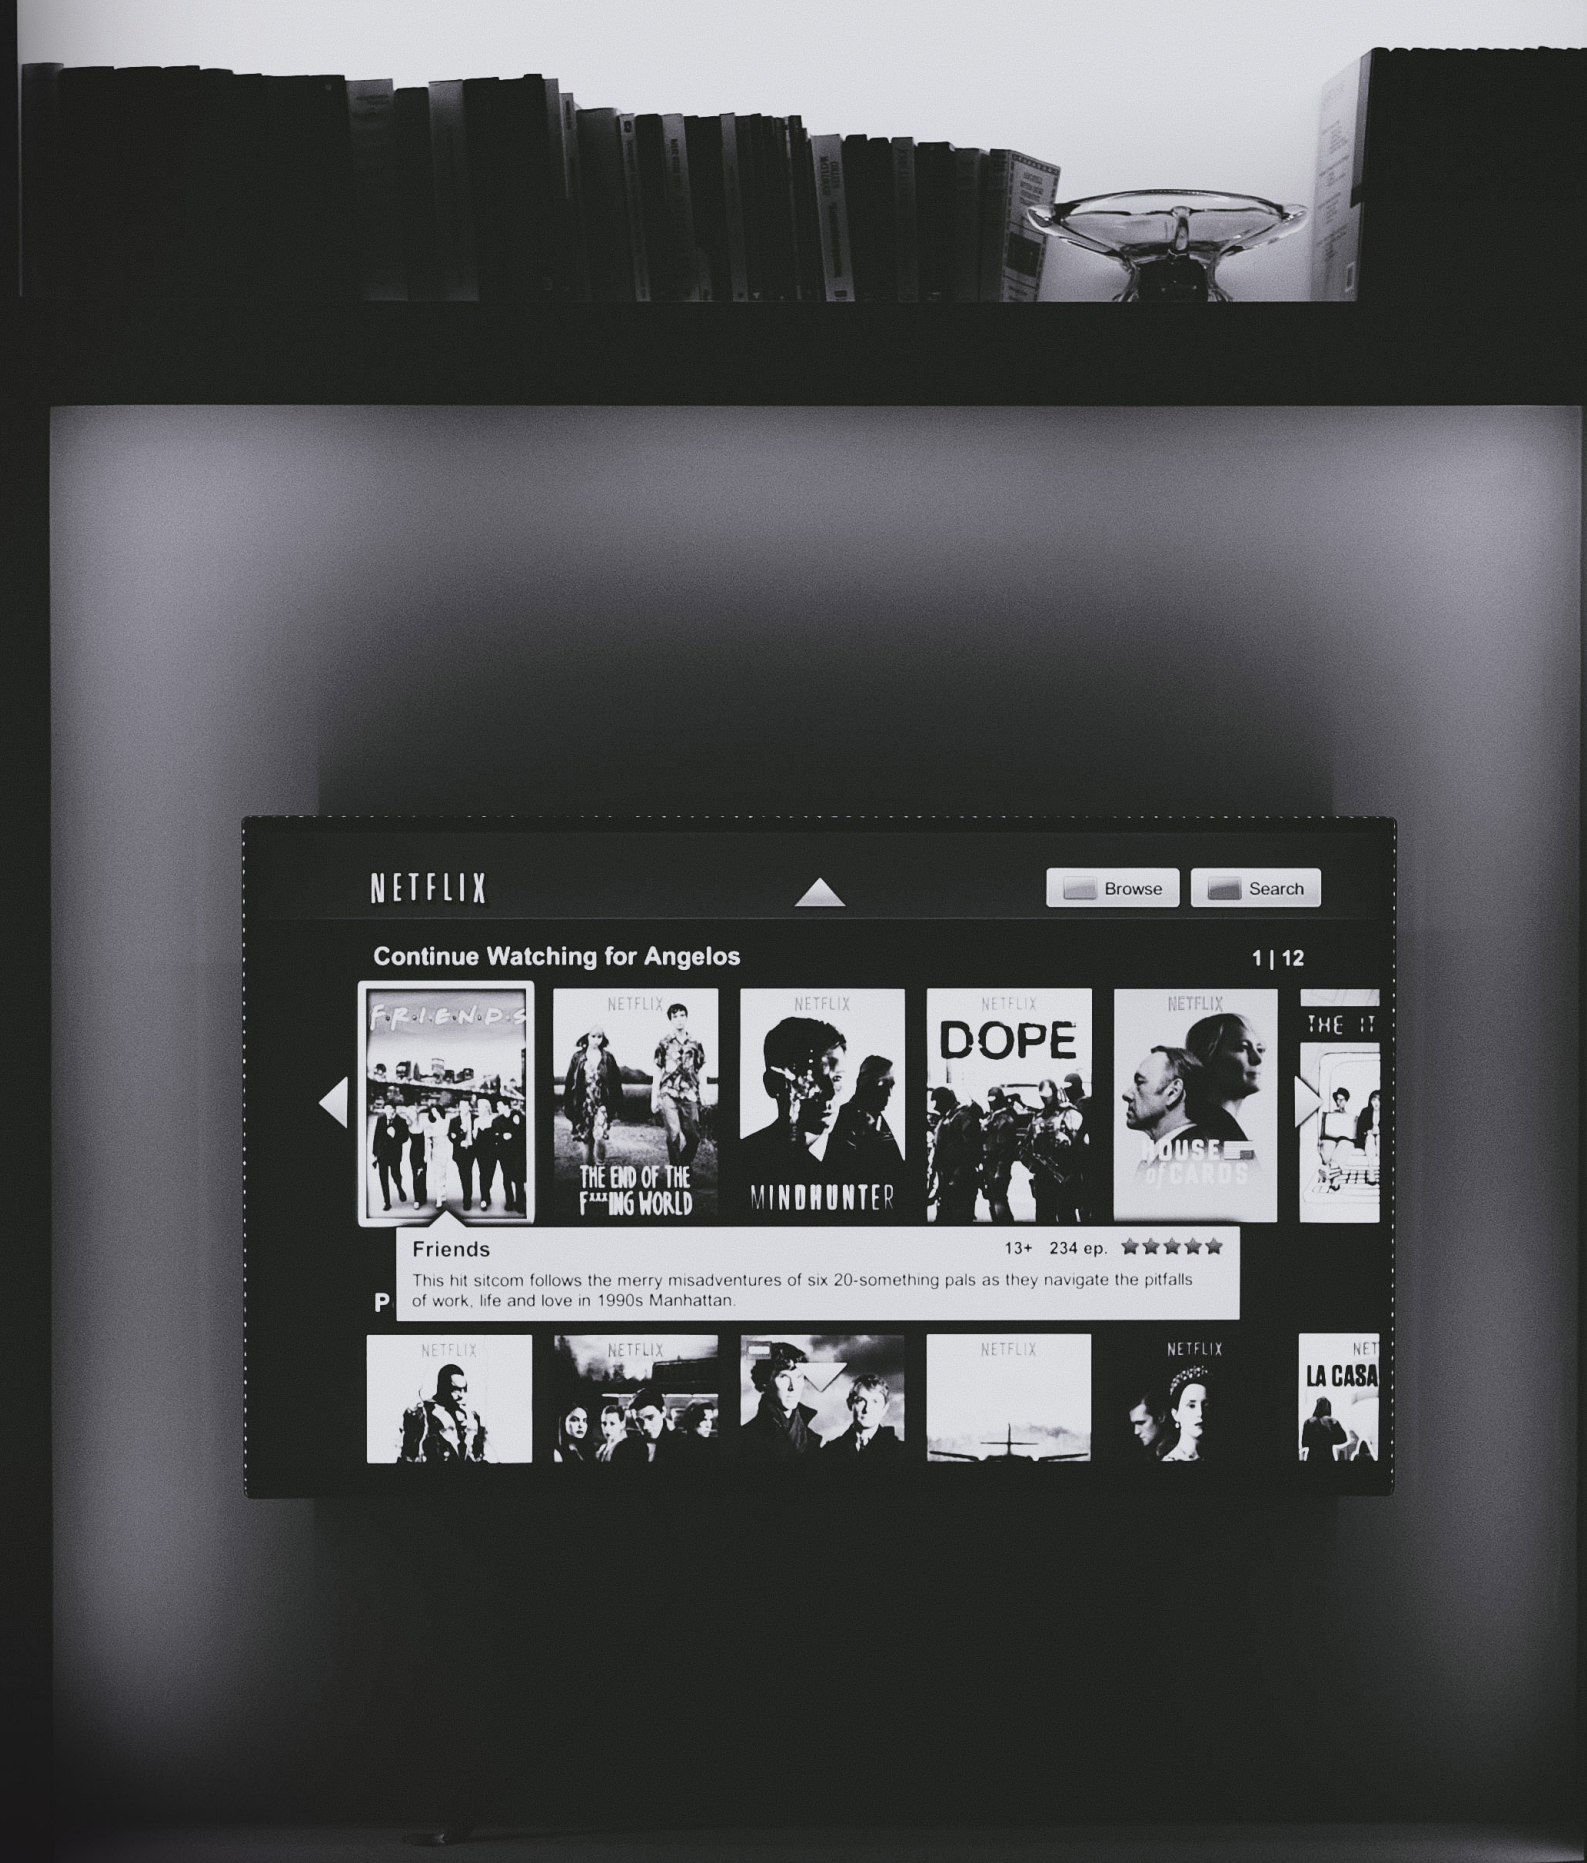 NETFLIX
Browse
Search
Continue Watching for Angelos
1 | 12
F·R·I·E·N·D·S
NETFLIX
THE END OF THE
F***ING WORLD
NETFLIX
MINDHUNTER
NETFLIX
DOPE
NETFLIX
HOUSE
of CARDS
THE IT
Friends
13+ 234 ep.
This hit sitcom follows the merry misadventures of six 20-something pals as they navigate the pitfalls
of work, life and love in 1990s Manhattan.
P
NETFLIX
NETFLIX
NETFLIX
NETFLIX
NET
LA CASA